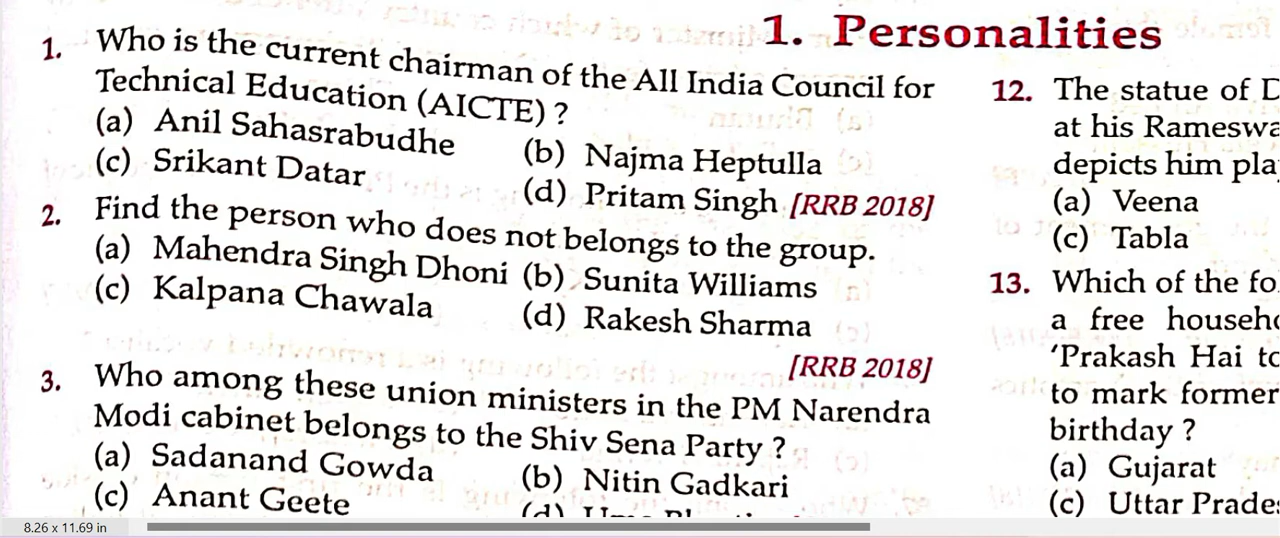 1. Personalities
1. Who is the current chairman of the All India Council for
Technical Education (AICTE) ?
(a) Anil Sahasrabudhe (b) Najma Heptulla
(c) Srikant Datar (d) Pritam Singh [RRB 2018]
2. Find the person who does not belongs to the group.
(a) Mahendra Singh Dhoni (b) Sunita Williams
(c) Kalpana Chawala (d) Rakesh Sharma
[RRB 2018]
3. Who among these union ministers in the PM Narendra
Modi cabinet belongs to the Shiv Sena Party ?
(a) Sadanand Gowda (b) Nitin Gadkari
(c) Anant Geete (d)
12. The statue of D
at his Rameswa
depicts him pla
(a) Veena
(c) Tabla
13. Which of the fo
a free househo
'Prakash Hai to
to mark former
birthday ?
(a) Gujarat
(c) Uttar Prades
8.26 x 11.69 in